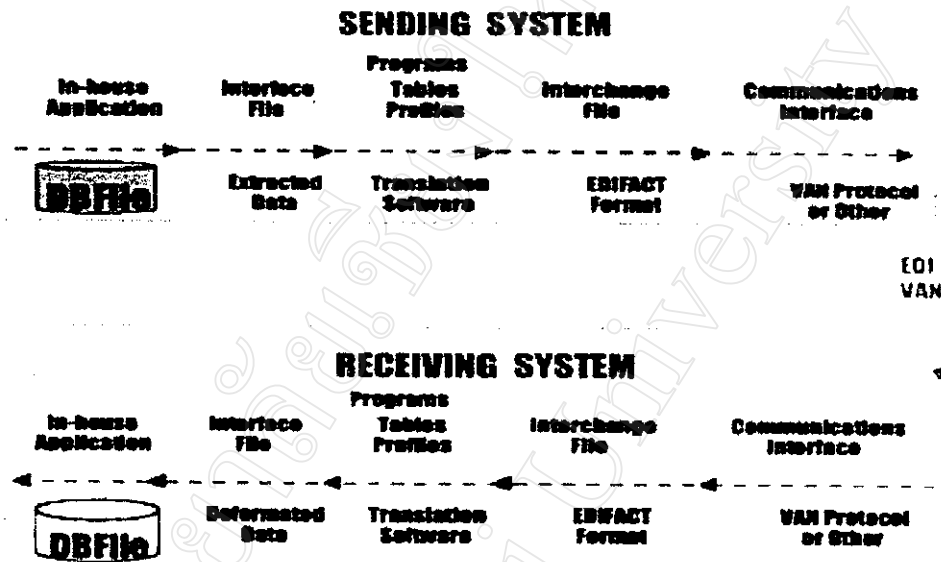 SENDING SYSTEM
In-house Application
Interface File
Programs Tables Profiles
Interchange File
Communications Interface
DBFile
Extracted Data
Translation Software
EDIFACT Format
VAN Protocol or Other
EDI VAN
RECEIVING SYSTEM
In-house Application
Interface File
Programs Tables Profiles
Interchange File
Communications Interface
DBFile
Deformated Data
Translation Software
EDIFACT Format
VAN Protocol or Other
University